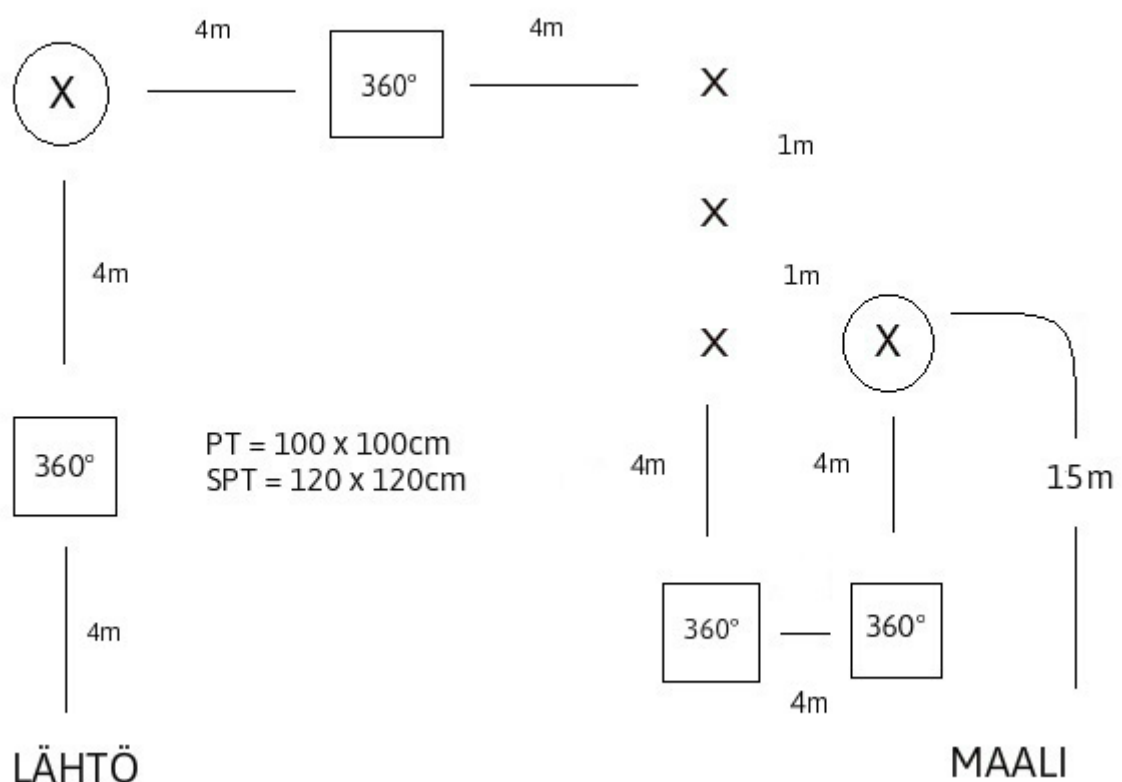 4m
4m
X
360°
X
1m
X
4m
1m
X
X
360°
PT = 100 x 100cm
SPT = 120 x 120cm
4m
4m
15m
4m
360°
360°
4m
LÄHTÖ
MAALI